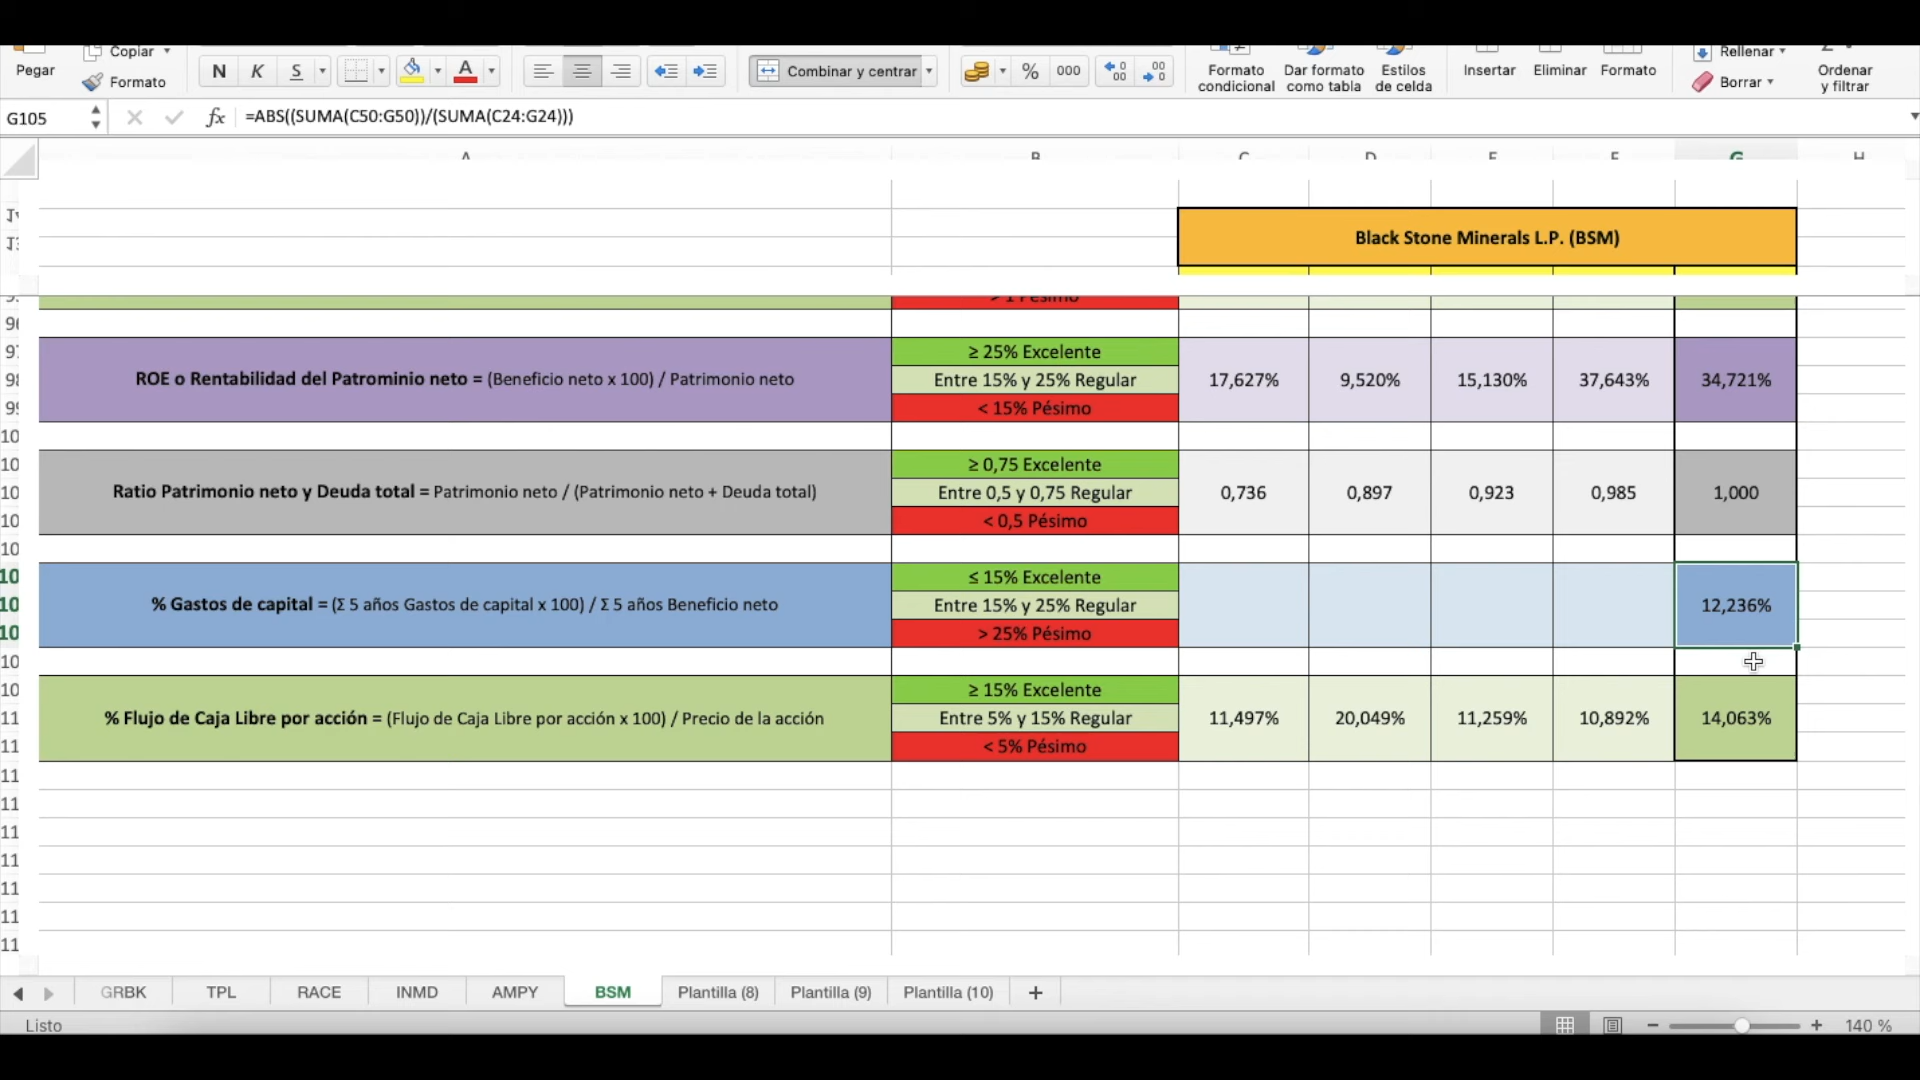 Copiar
Rellenar
Pegar
Formato
N K S
A
Combinar y centrar
%
000
Formato condicional
Dar formato como tabla
Estilos de celda
Insertar
Eliminar
Formato
Borrar
Ordenar y filtrar
G105
fx
=ABS((SUMA(C50:G50))/(SUMA(C24:G24)))
Black Stone Minerals L.P. (BSM)
> 1 Pésimo
ROE o Rentabilidad del Patrominio neto = (Beneficio neto x 100) / Patrimonio neto
≥ 25% Excelente
Entre 15% y 25% Regular
< 15% Pésimo
17,627% 9,520% 15,130% 37,643% 34,721%
Ratio Patrimonio neto y Deuda total = Patrimonio neto / (Patrimonio neto + Deuda total)
≥ 0,75 Excelente
Entre 0,5 y 0,75 Regular
< 0,5 Pésimo
0,736 0,897 0,923 0,985 1,000
% Gastos de capital = (Σ 5 años Gastos de capital x 100) / Σ 5 años Beneficio neto
≤ 15% Excelente
Entre 15% y 25% Regular
> 25% Pésimo
12,236%
% Flujo de Caja Libre por acción = (Flujo de Caja Libre por acción x 100) / Precio de la acción
≥ 15% Excelente
Entre 5% y 15% Regular
< 5% Pésimo
11,497% 20,049% 11,259% 10,892% 14,063%
GRBK TPL RACE INMD AMPY BSM Plantilla (8) Plantilla (9) Plantilla (10) +
Listo
140 %